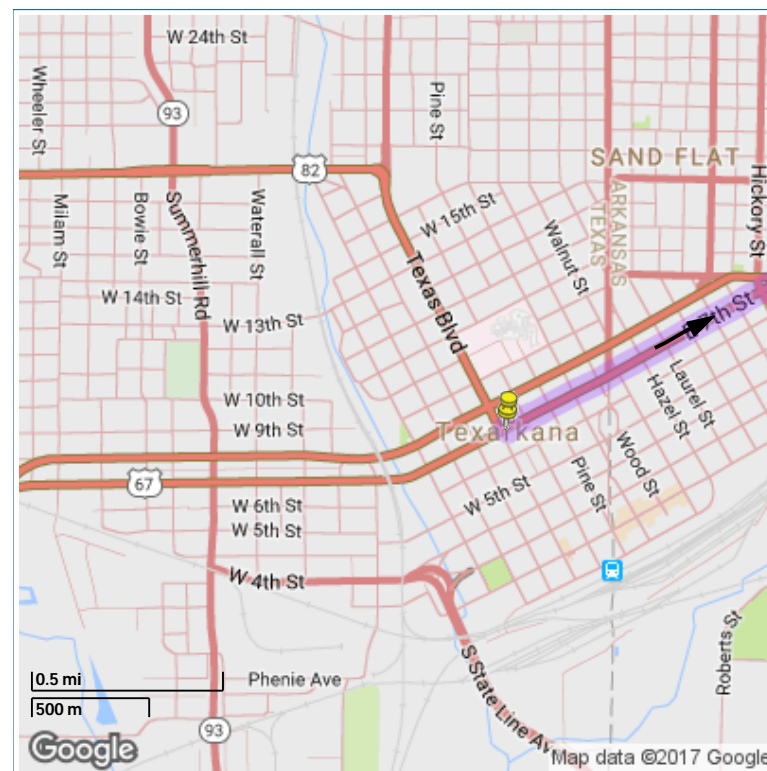 W 24th St
Wheeler St
93
Pine St
82
SAND FLAT
Milam St
Bowie St
Summerhill Rd
Waterall St
W 15th St
Walnut St
ARKANSAS
TEXAS
Hickory St
Texas Blvd
W 14th St
W 13th St
7th St
W 10th St
W 9th St
Texarkana
Laurel St
Hazel St
67
W 6th St
W 5th St
W 5th St
Pine St
Wood St
W 4th St
S State Line Av
Roberts St
Phenie Ave
0.5 mi
500 m
93
Google
Map data ©2017 Google